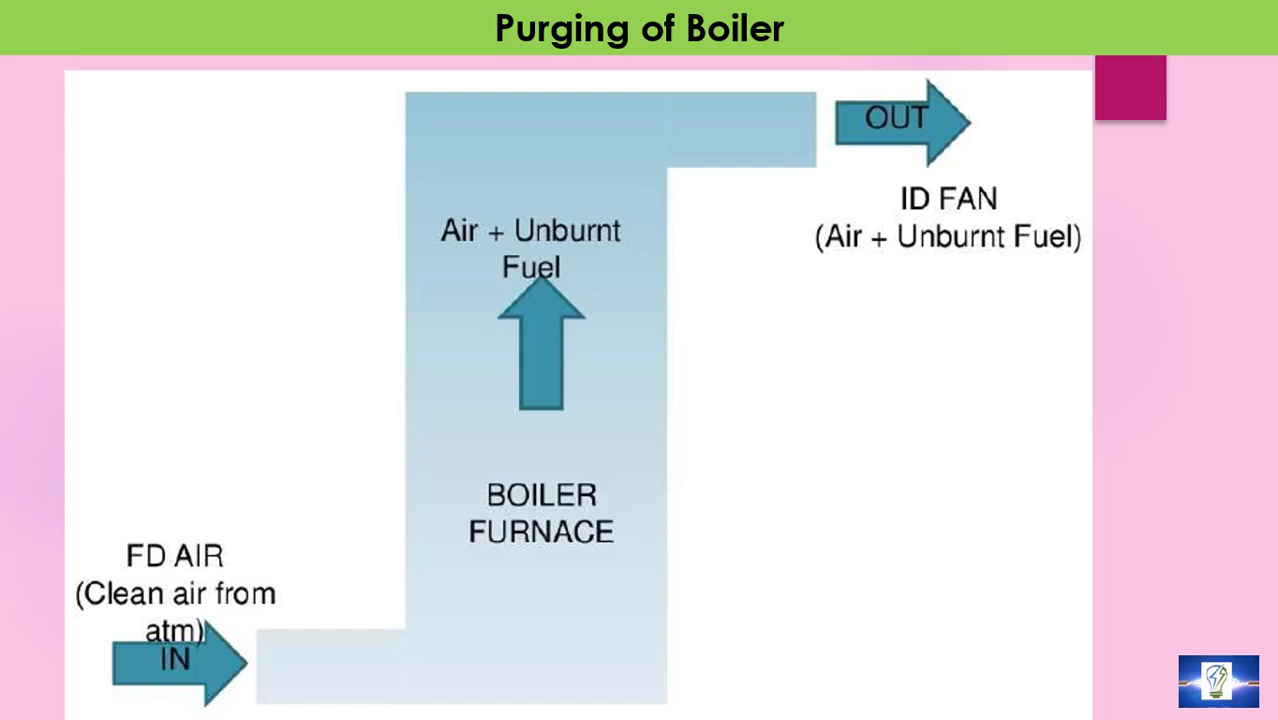 Purging of Boiler
OUT
ID FAN
(Air + Unburnt Fuel)
Air + Unburnt
Fuel
BOILER
FURNACE
FD AIR
(Clean air from
atm)
IN